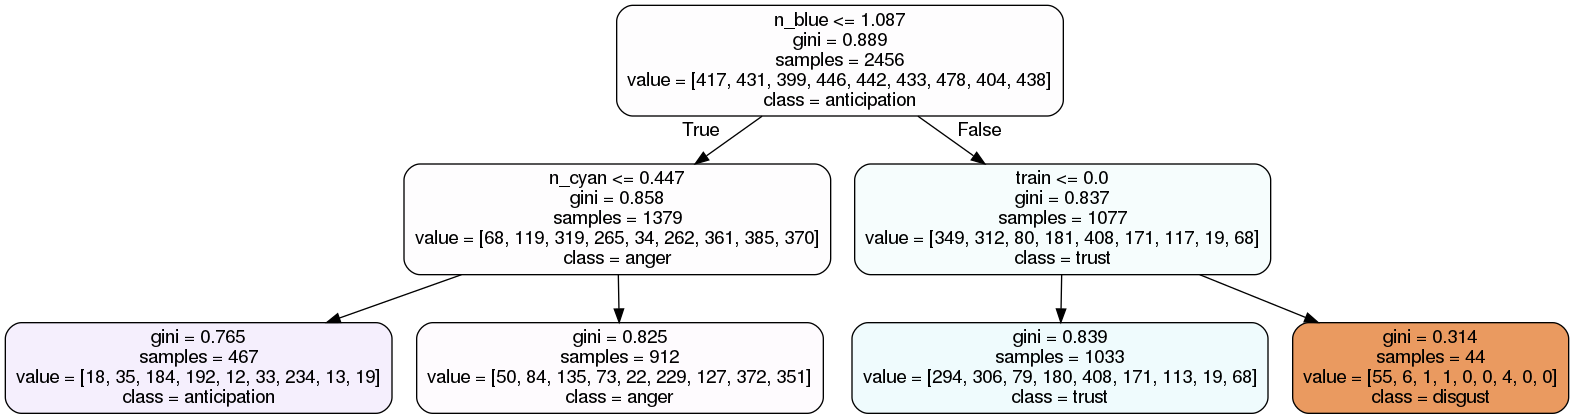 n_blue <= 1.087
gini = 0.889
samples = 2456
value = [417, 431, 399, 446, 442, 433, 478, 404, 438]
class = anticipation
True
False
n_cyan <= 0.447
gini = 0.858
samples = 1379
value = [68, 119, 319, 265, 34, 262, 361, 385, 370]
class = anger
train <= 0.0
gini = 0.837
samples = 1077
value = [349, 312, 80, 181, 408, 171, 117, 19, 68]
class = trust
gini = 0.765
samples = 467
value = [18, 35, 184, 192, 12, 33, 234, 13, 19]
class = anticipation
gini = 0.825
samples = 912
value = [50, 84, 135, 73, 22, 229, 127, 372, 351]
class = anger
gini = 0.839
samples = 1033
value = [294, 306, 79, 180, 408, 171, 113, 19, 68]
class = trust
gini = 0.314
samples = 44
value = [55, 6, 1, 1, 0, 0, 4, 0, 0]
class = disgust